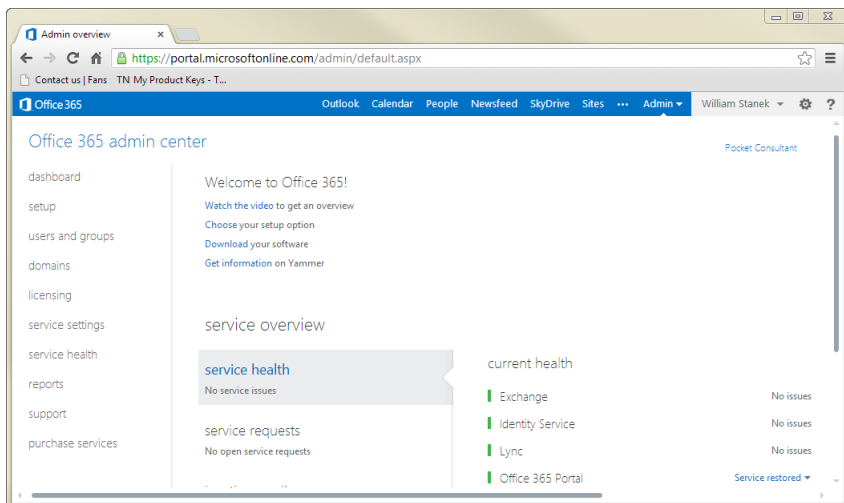 Admin overview
https://portal.microsoftonline.com/admin/default.aspx
Contact us | Fans TN My Product Keys - T...
Office 365 Outlook Calendar People Newsfeed SkyDrive Sites ••• Admin William Stanek ?
Office 365 admin center
Pocket Consultant
dashboard
setup
users and groups
domains
licensing
service settings
service health
reports
support
purchase services
Welcome to Office 365!
Watch the video to get an overview
Choose your setup option
Download your software
Get information on Yammer
service overview
service health
No service issues
service requests
No open service requests
current health
Exchange No issues
Identity Service No issues
Lync No issues
Office 365 Portal Service restored